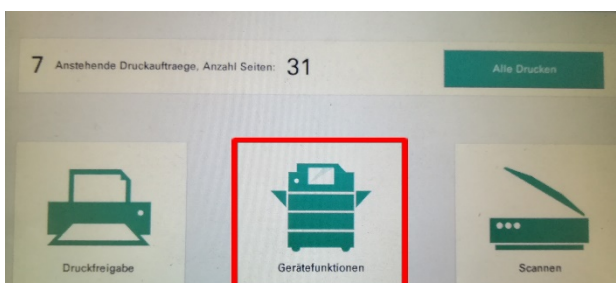 7 Anstehende Druckauftraege, Anzahl Seiten: 31
Alle Drucken
Druckfreigabe
Gerätefunktionen
Scannen